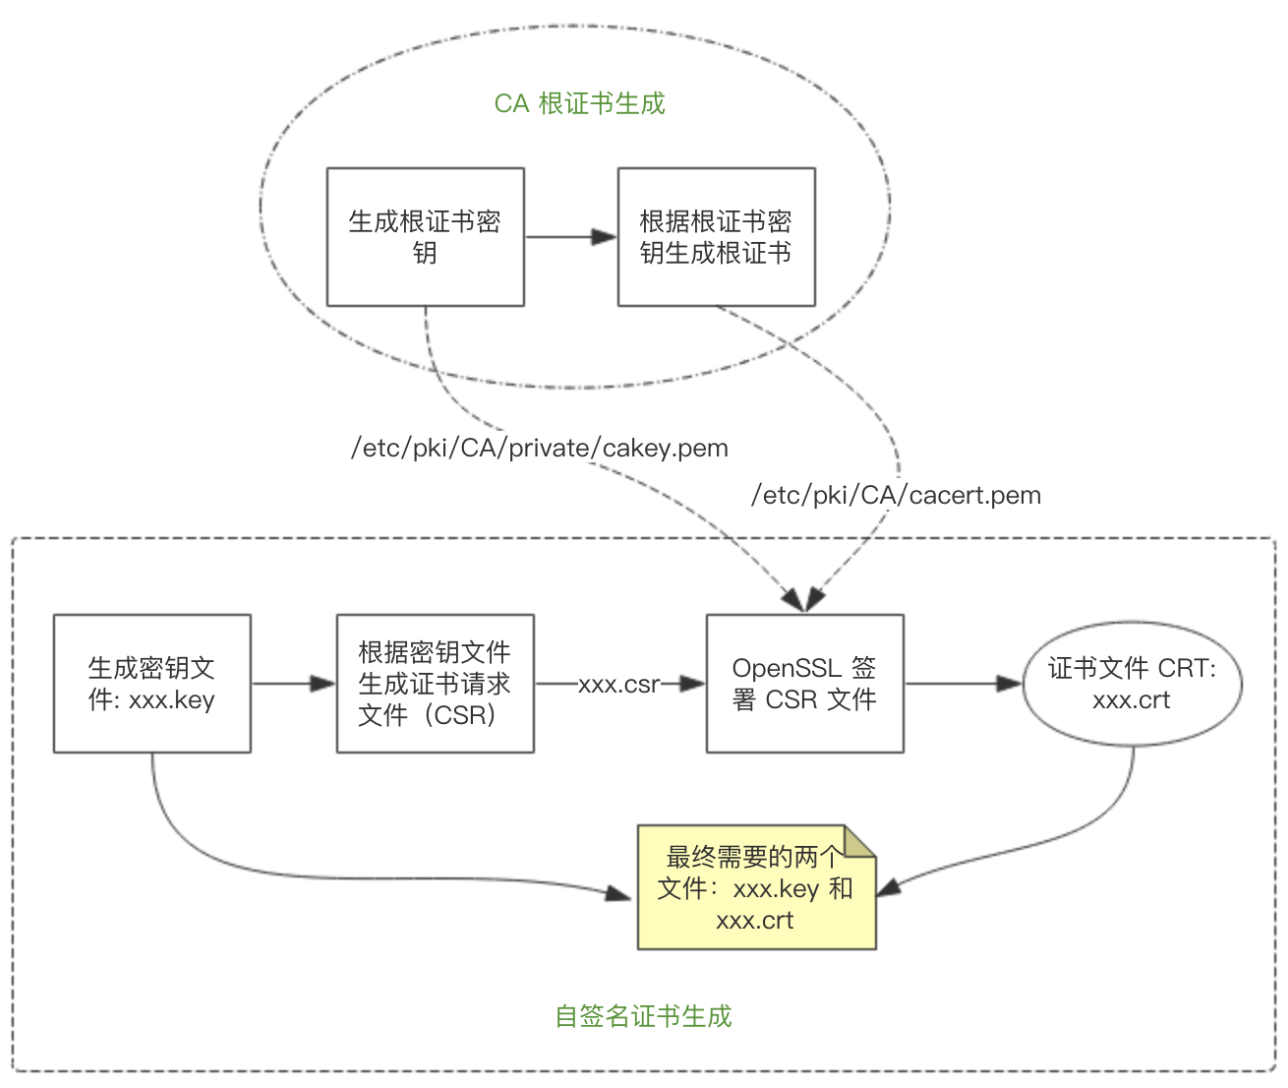 CA 根证书生成
生成根证书密
钥
根据根证书密
钥生成根证书
/etc/pki/CA/private/cakey.pem
/etc/pki/CA/cacert.pem
生成密钥文
件: xxx.key
根据密钥文件
生成证书请求
文件（CSR）
xxx.csr
OpenSSL 签
署 CSR 文件
证书文件 CRT:
xxx.crt
最终需要的两个
文件：xxx.key 和
xxx.crt
自签名证书生成